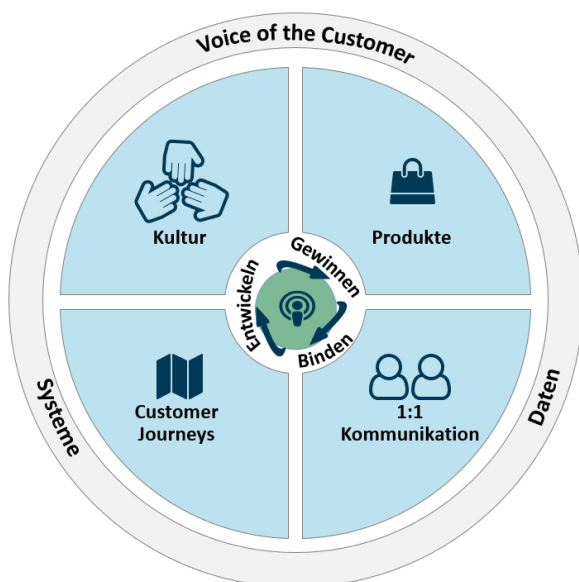 Voice of the Customer
Kultur
Produkte
Gewinnen
Entwickeln
Binden
Customer
Journeys
1:1
Kommunikation
Systeme
Daten